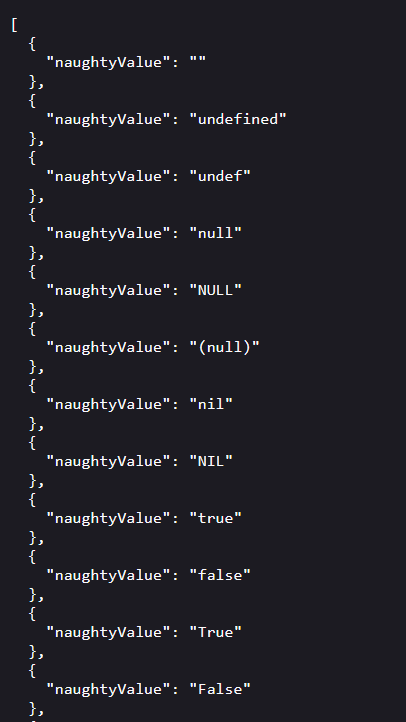 [
  {
    "naughtyValue": ""
  },
  {
    "naughtyValue": "undefined"
  },
  {
    "naughtyValue": "undef"
  },
  {
    "naughtyValue": "null"
  },
  {
    "naughtyValue": "NULL"
  },
  {
    "naughtyValue": "(null)"
  },
  {
    "naughtyValue": "nil"
  },
  {
    "naughtyValue": "NIL"
  },
  {
    "naughtyValue": "true"
  },
  {
    "naughtyValue": "false"
  },
  {
    "naughtyValue": "True"
  },
  {
    "naughtyValue": "False"
  },